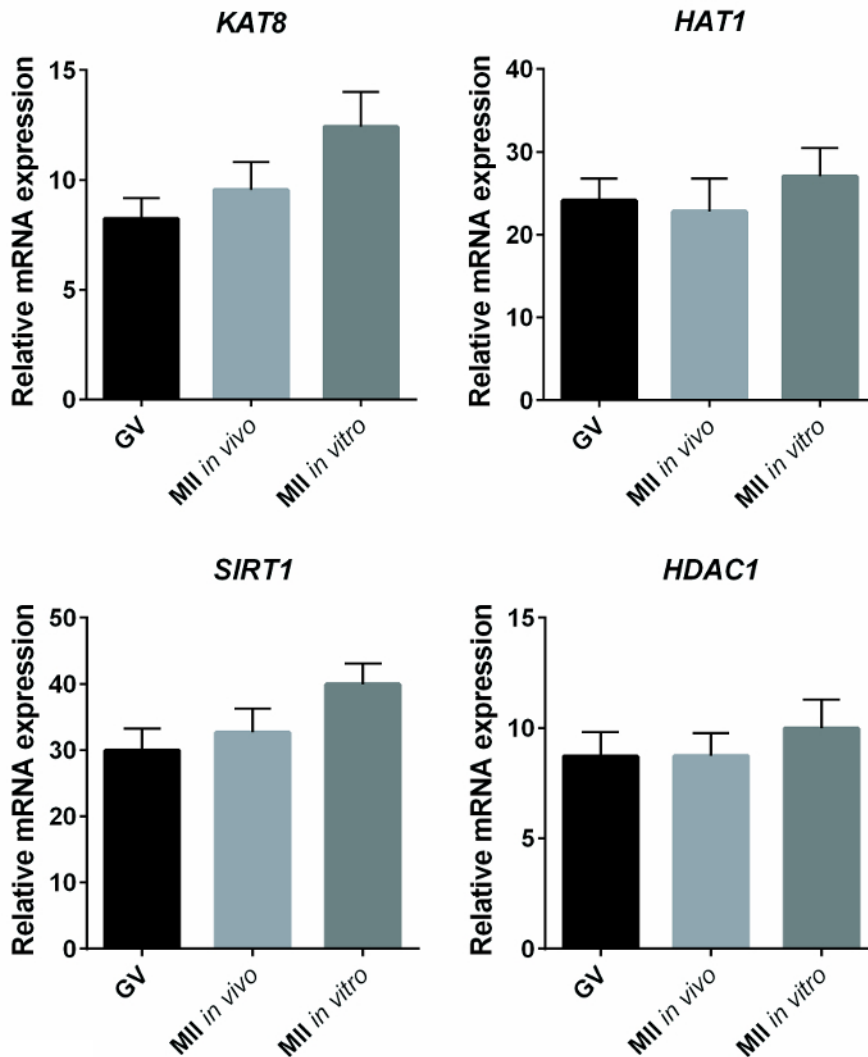 KAT8
Relative mRNA expression
15
10
5
0
GV
MII in vivo
MII in vitro
HAT1
Relative mRNA expression
40
30
20
10
0
GV
MII in vivo
MII in vitro
SIRT1
Relative mRNA expression
50
40
30
20
10
0
GV
MII in vivo
MII in vitro
HDAC1
Relative mRNA expression
15
10
5
0
GV
MII in vivo
MII in vitro